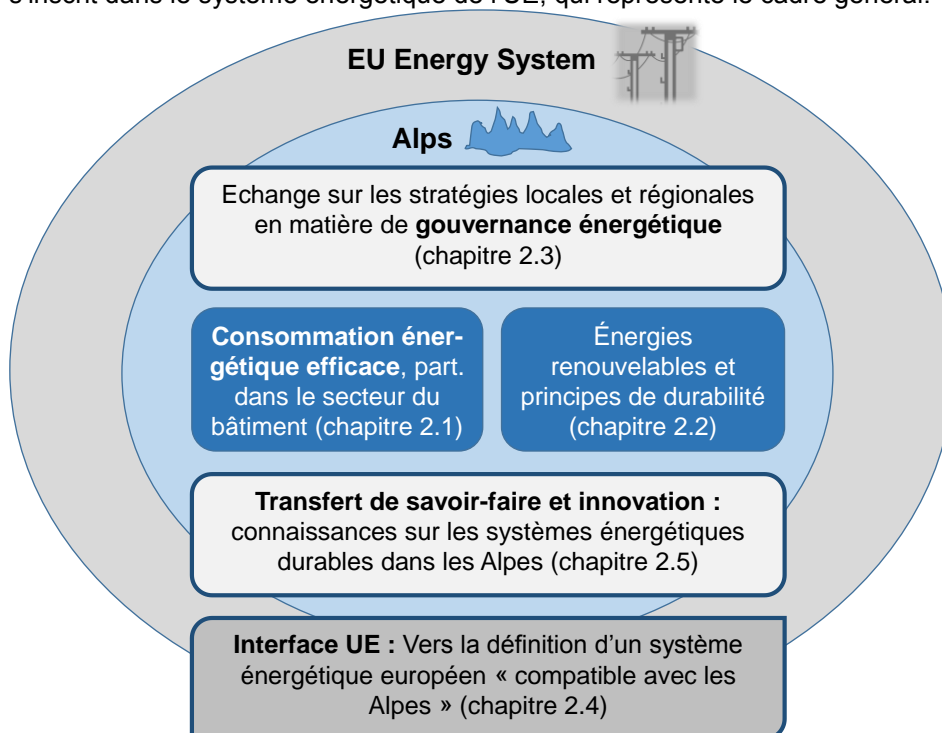 s'inscrit dans le système énergétique de l'UE, qui représente le cadre général.
EU Energy System
Alps
Echange sur les stratégies locales et régionales
en matière de gouvernance énergétique
(chapitre 2.3)
Consommation éner-
gétique efficace, part.
dans le secteur du
bâtiment (chapitre 2.1)
Énergies
renouvelables et
principes de durabilité
(chapitre 2.2)
Transfert de savoir-faire et innovation :
connaissances sur les systèmes énergétiques
durables dans les Alpes (chapitre 2.5)
Interface UE : Vers la définition d'un système
énergétique européen « compatible avec les
Alpes » (chapitre 2.4)